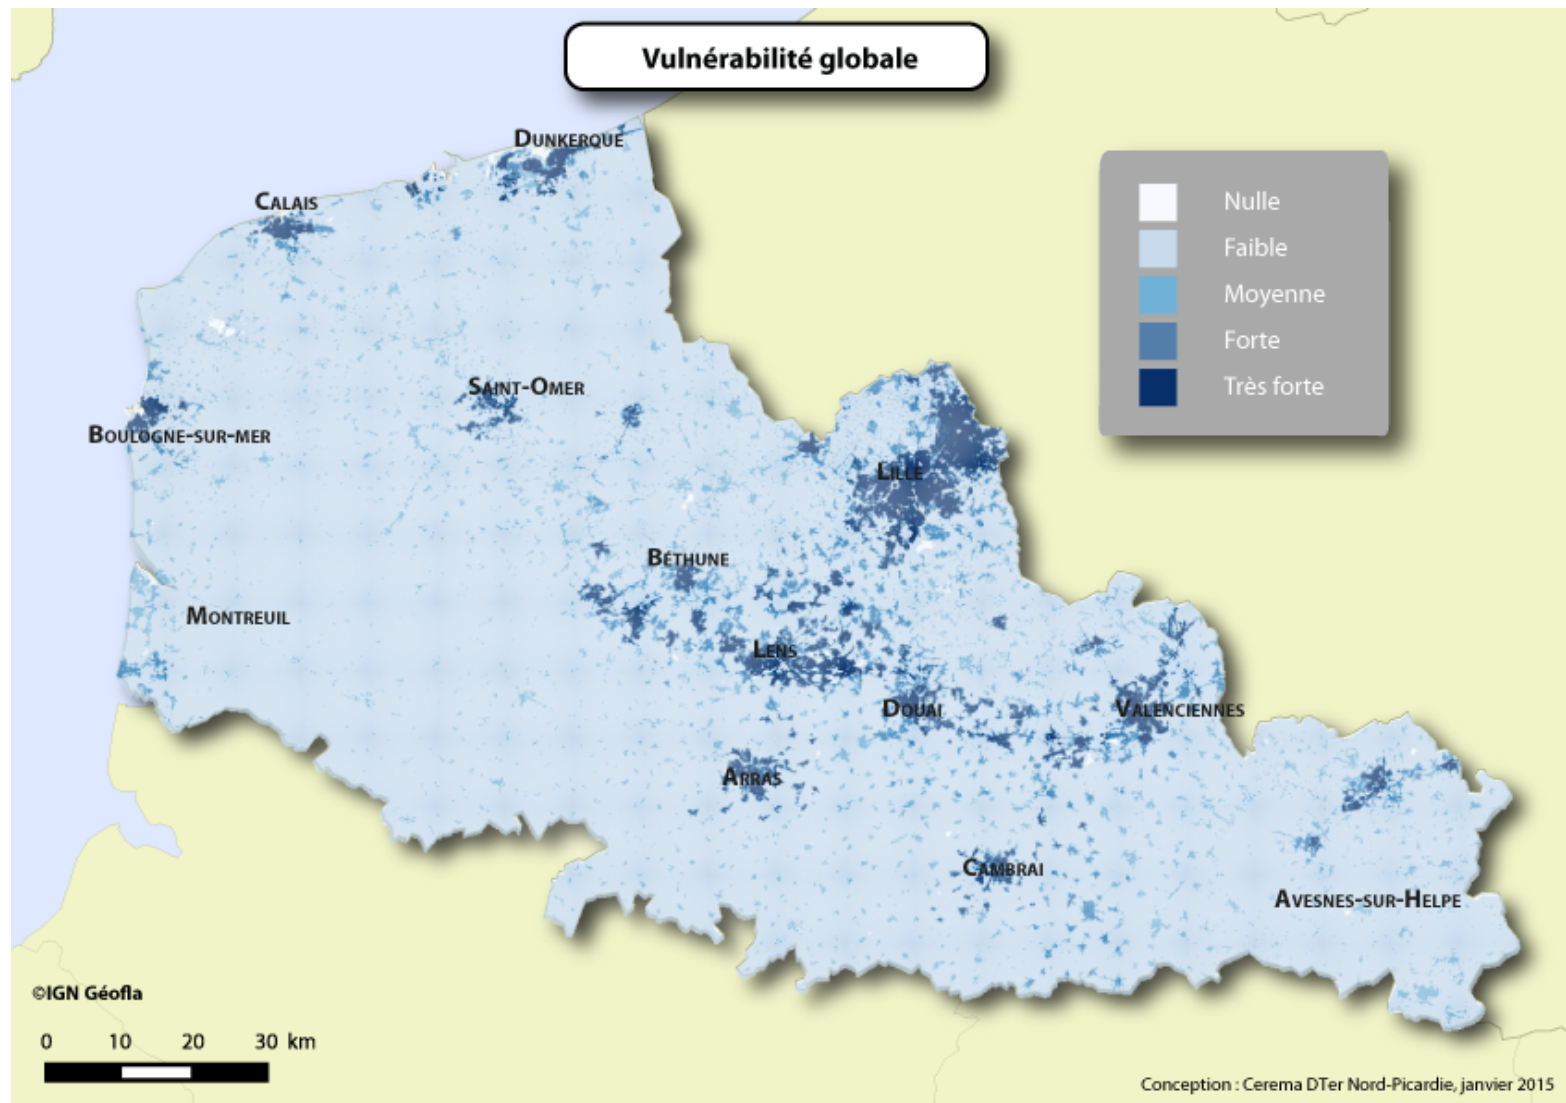 Vulnérabilité globale
DUNKERQUE
CALAIS
Nulle
Faible
Moyenne
Forte
Très forte
SAINT-OMER
BOULOGNE-SUR-MER
LILLE
BÉTHUNE
MONTREUIL
LENS
DOUAI
VALENCIENNES
ARRAS
CAMBRAI
AVESNES-SUR-HELPE
©IGN Géofla
0 10 20 30 km
Conception : Cerema DTer Nord-Picardie, janvier 2015